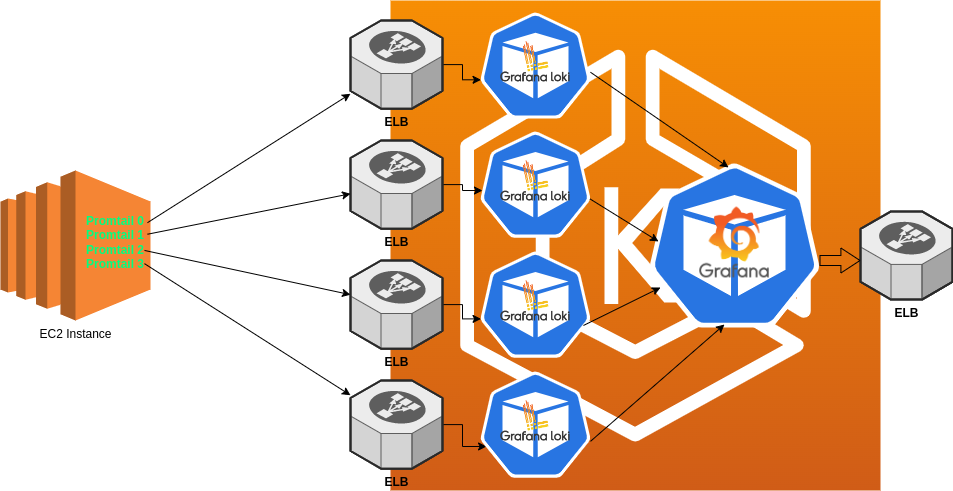 ELB
Grafana loki
ELB
Grafana loki
Promtail 0
Promtail 1
Promtail 2
Promtail 3
EC2 Instance
K
Grafana
ELB
ELB
Grafana loki
ELB
Grafana loki